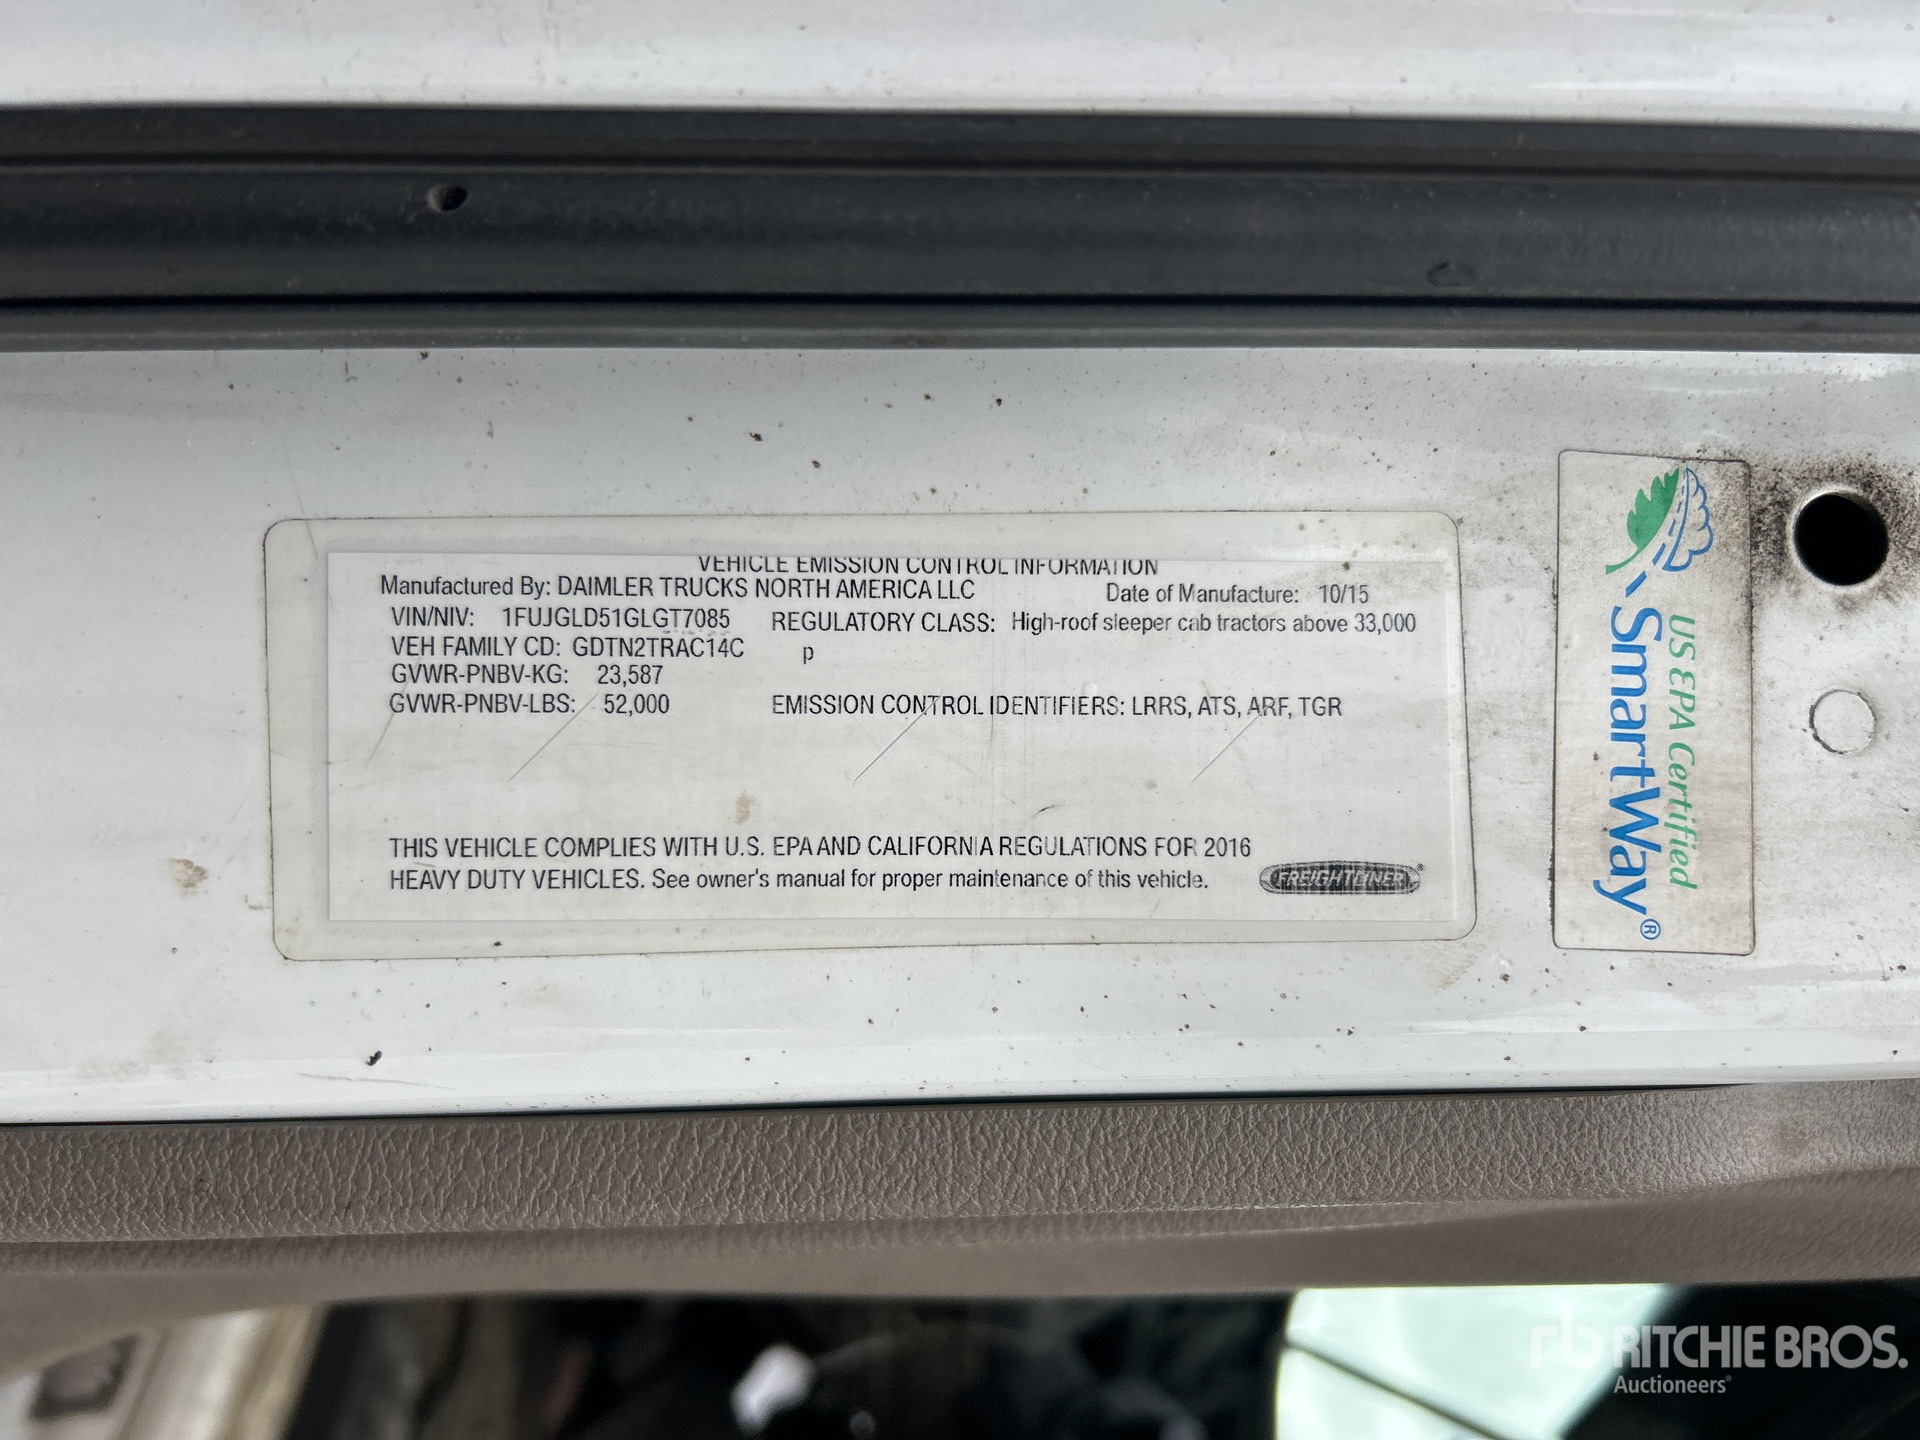 VEHICLE EMISSION CONTROL INFORMATION
Manufactured By: DAIMLER TRUCKS NORTH AMERICA LLC Date of Manufacture: 10/15
VIN/NIV: 1FUJGLD51GLGT7085 REGULATORY CLASS: High-roof sleeper cab tractors above 33,000
VEH FAMILY CD: GDTN2TRAC14C p
GVWR-PNBV-KG: 23,587
GVWR-PNBV-LBS: 52,000 EMISSION CONTROL IDENTIFIERS: LRRS, ATS, ARF, TGR
THIS VEHICLE COMPLIES WITH U.S. EPA AND CALIFORNIA REGULATIONS FOR 2016
HEAVY DUTY VEHICLES. See owner's manual for proper maintenance of this vehicle.
FREIGHTLINER®
US EPA Certified
SmartWay®
rb RITCHIE BROS.
Auctioneers®